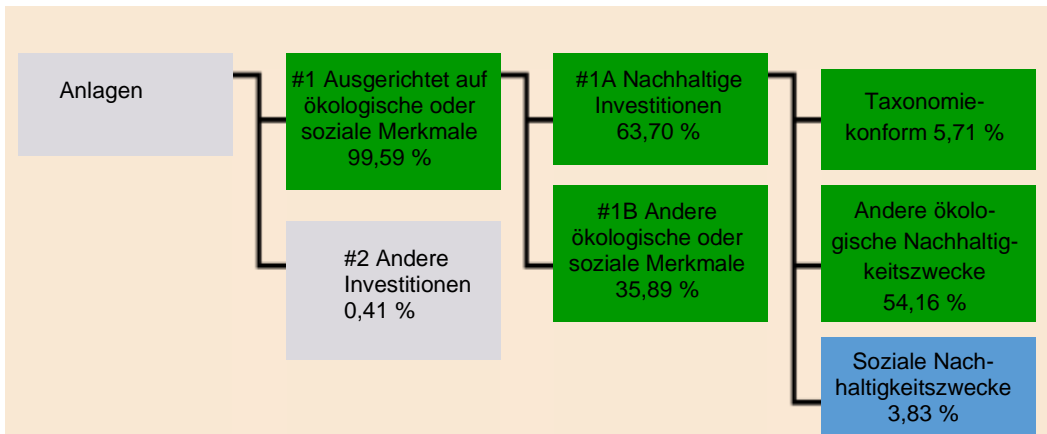 Anlagen
#1 Ausgerichtet auf
ökologische oder
soziale Merkmale
99,59 %
#2 Andere
Investitionen
0,41 %
#1A Nachhaltige
Investitionen
63,70 %
#1B Andere
ökologische oder
soziale Merkmale
35,89 %
Taxonomie-
konform 5,71 %
Andere ökolo-
gische Nachhaltig-
keitszwecke
54,16 %
Soziale Nach-
haltigkeitszwecke
3,83 %